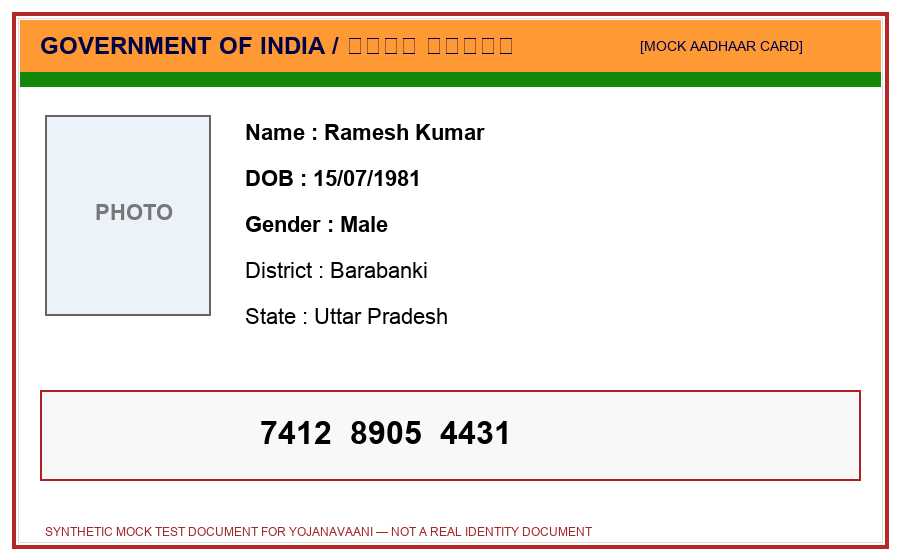 GOVERNMENT OF INDIA /
[MOCK AADHAAR CARD]
PHOTO
Name : Ramesh Kumar
DOB : 15/07/1981
Gender : Male
District : Barabanki
State : Uttar Pradesh
7412 8905 4431
SYNTHETIC MOCK TEST DOCUMENT FOR YOJANAVAANI — NOT A REAL IDENTITY DOCUMENT